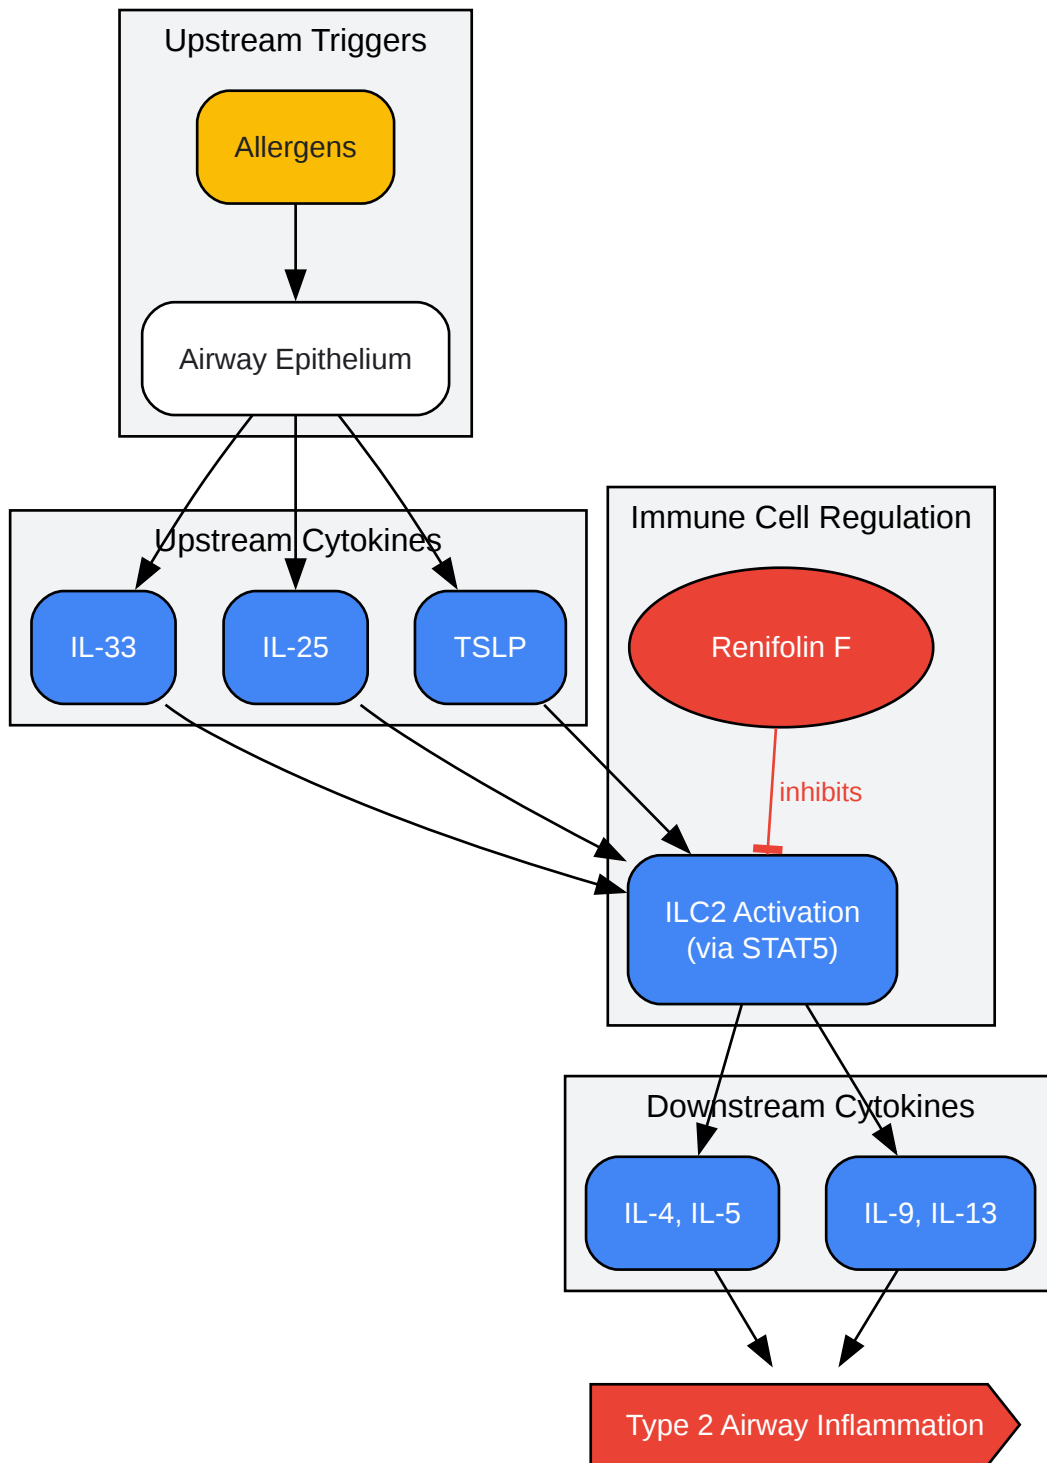 Upstream Triggers
Allergens
Airway Epithelium
Upstream Cytokines
IL-33
IL-25
TSLP
Immune Cell Regulation
Renifolin F
inhibits
ILC2 Activation
(via STAT5)
Downstream Cytokines
IL-4, IL-5
IL-9, IL-13
Type 2 Airway Inflammation